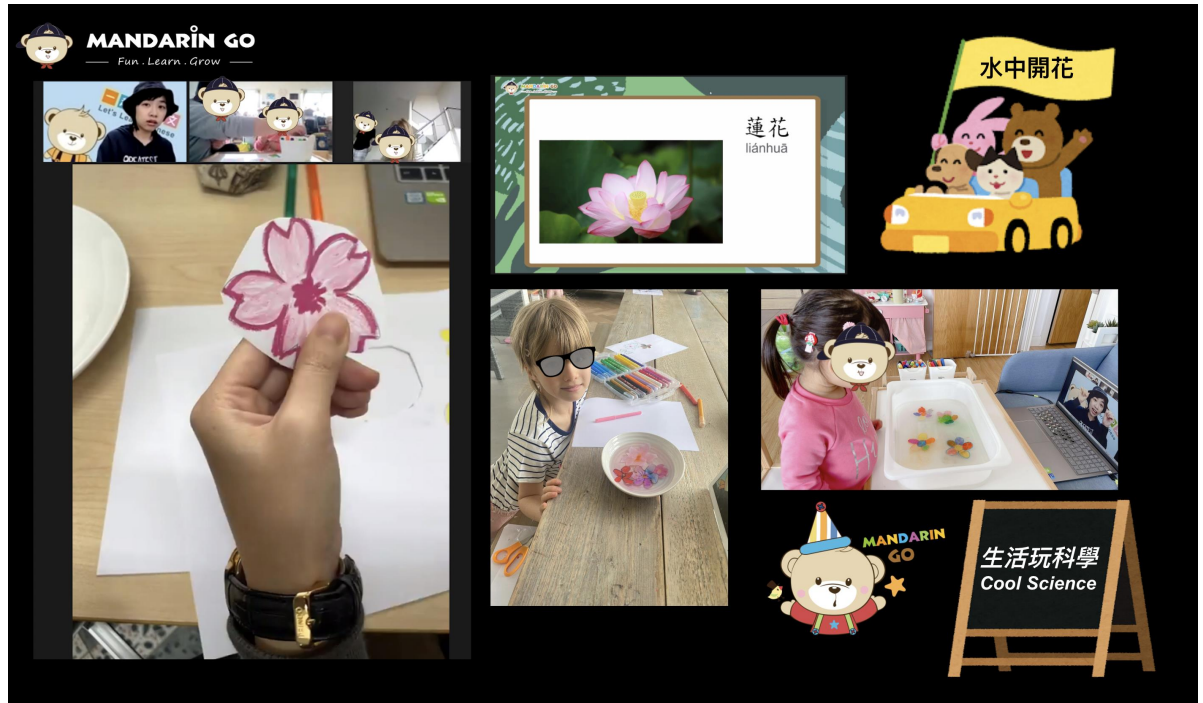 MANDARIN GO
Fun . Learn . Grow
水中開花
蓮花
liánhuā
MANDARIN
GO
生活玩科學
Cool Science